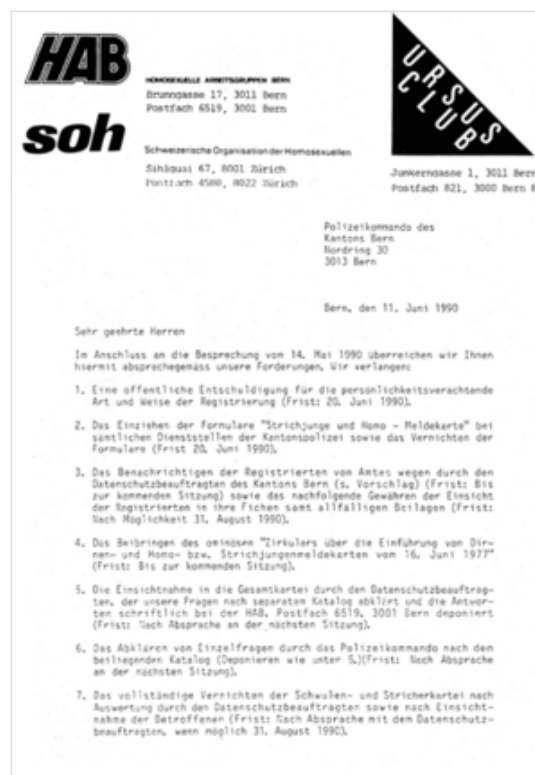 HAB
HOMOSEXUELLE ARBEITSGRUPPEN BERN
Brunngasse 17, 3011 Bern
Postfach 6519, 3001 Bern
soh
Schweizerische Organisation der Homosexuellen
Sihlquai 67, 8001 Zürich
Postfach 4580, 8022 Zürich
URSUS
CLUB
Junkerngasse 1, 3011 Bern
Postfach 821, 3000 Bern 8
Polizeikommando des
Kantons Bern
Nordring 30
3013 Bern
Bern, den 11. Juni 1990
Sehr geehrte Herren
Im Anschluss an die Besprechung vom 14. Mai 1990 überreichen wir Ihnen
hiermit absprachegemäss unsere Forderungen. Wir verlangen:
1. Eine öffentliche Entschuldigung für die persönlichkeitsverachtende
Art und Weise der Registrierung (Frist: 20. Juni 1990).
2. Das Einziehen der Formulare "Strichjunge und Homo - Meldekarte" bei
sämtlichen Dienststellen der Kantonspolizei sowie das Vernichten der
Formulare (Frist 20. Juni 1990).
3. Das Benachrichtigen der Registrierten von Amtes wegen durch den
Datenschutzbeauftragten des Kantons Bern (s. Vorschlag) (Frist: Bis
zur kommenden Sitzung) sowie das nachfolgende Gewähren der Einsicht
der Registrierten in ihre Fichen samt allfälligen Beilagen (Frist:
Nach Möglichkeit 31. August 1990).
4. Das Beibringen des ominösen "Zirkulars über die Einführung von Dir-
nen- und Homo- bzw. Strichjungenmeldekarten vom 16. Juni 1977"
(Frist: Bis zur kommenden Sitzung).
5. Die Einsichtnahme in die Gesamtkartei durch den Datenschutzbeauftrag-
ten, der unsere Fragen nach separatem Katalog abklärt und die Antwor-
ten schriftlich bei der HAB, Postfach 6519, 3001 Bern deponiert
(Frist: Nach Absprache an der nächsten Sitzung).
6. Das Abklären von Einzelfragen durch das Polizeikommando nach dem
beiliegenden Katalog (Deponieren wie unter 5.)(Frist: Nach Absprache
an der nächsten Sitzung).
7. Das vollständige Vernichten der Schwulen- und Stricherkartei nach
Auswertung durch den Datenschutzbeauftragten sowie nach Einsicht-
nahme der Betroffenen (Frist: Nach Absprache mit dem Datenschutz-
beauftragten, wenn möglich 31. August 1990).